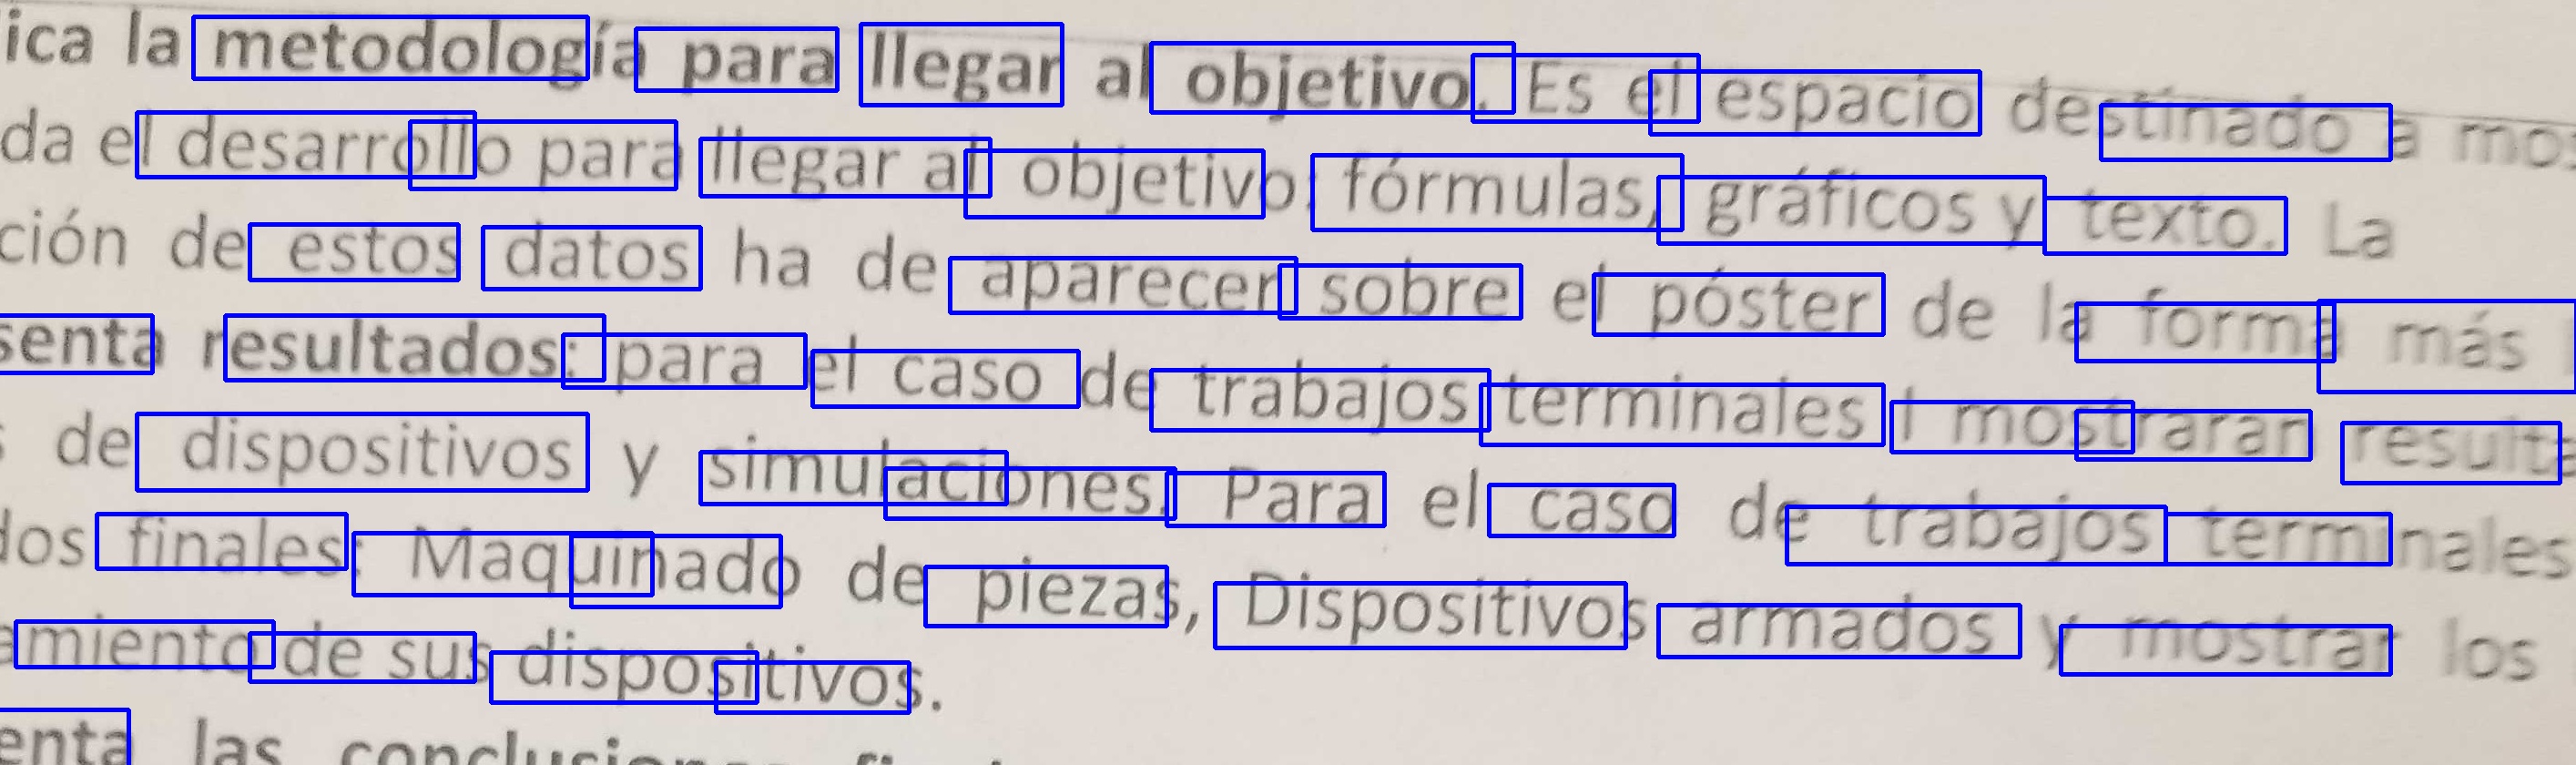 ica la metodología para llegar al objetivo. Es el espacio destinado a mos
da el desarrollo para llegar al objetivo: fórmulas, gráficos y texto. La
ción de estos datos ha de aparecer sobre el póster de la forma más
senta resultados: para el caso de trabajos terminales I mostraran resulta
s de dispositivos y simulaciones. Para el caso de trabajos terminales
dos finales: Maquinado de piezas, Dispositivos armados y mostrar los
amiento de sus dispositivos.
enta las conclusiones